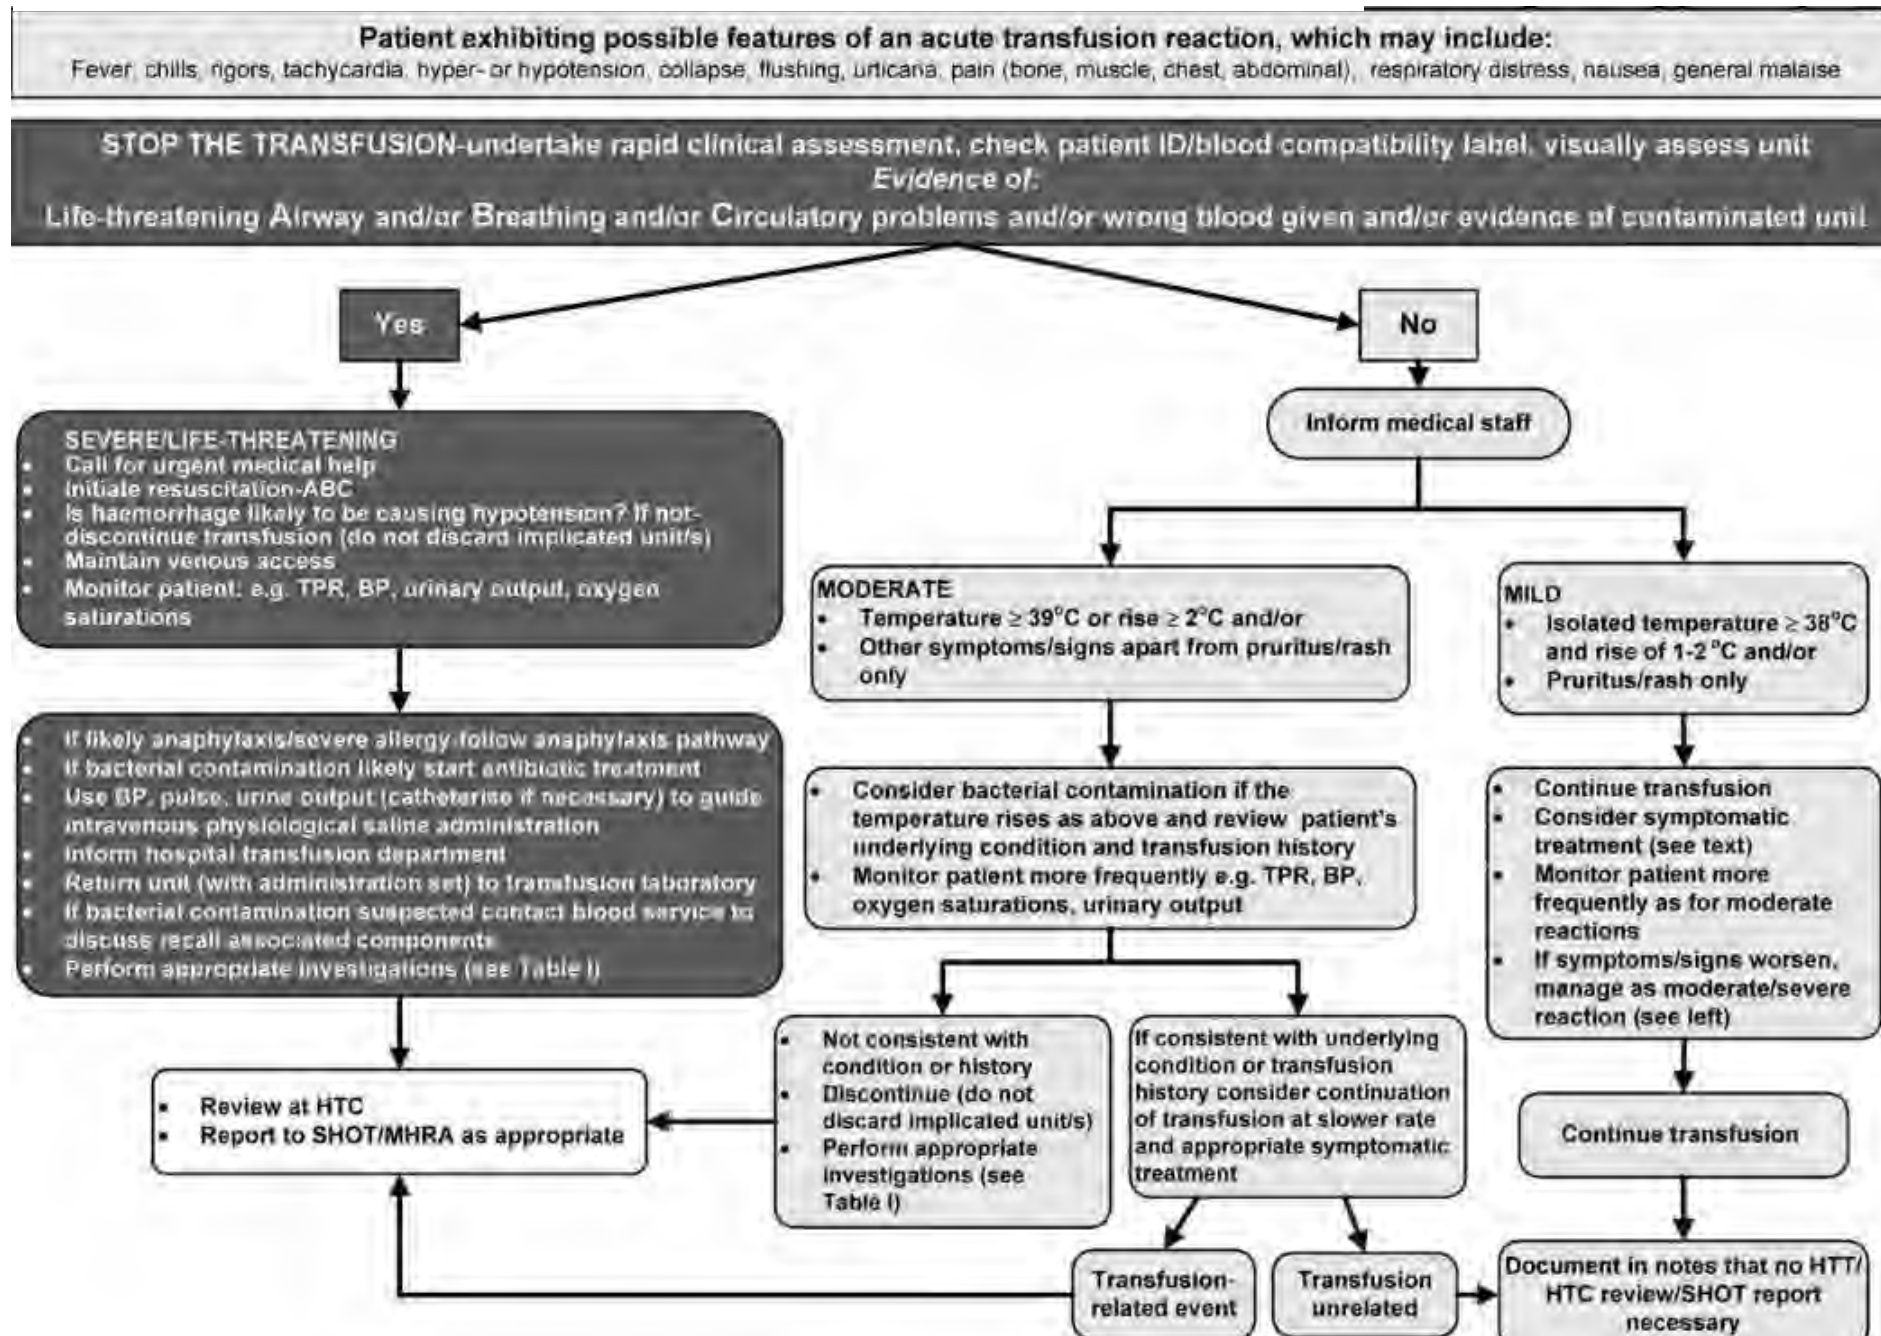 Patient exhibiting possible features of an acute transfusion reaction, which may include:
Fever, chills, rigors, tachycardia, hyper- or hypotension, collapse, flushing, urticaria, pain (bone, muscle, chest, abdominal), respiratory distress, nausea, general malaise
STOP THE TRANSFUSION-undertake rapid clinical assessment, check patient ID/blood compatibility label, visually assess unit
Evidence of:
Life-threatening Airway and/or Breathing and/or Circulatory problems and/or wrong blood given and/or evidence of contaminated unit
Yes
No
SEVERE/LIFE-THREATENING
• Call for urgent medical help
• Initiate resuscitation-ABC
• Is haemorrhage likely to be causing hypotension? If not-
discontinue transfusion (do not discard implicated unit/s)
• Maintain venous access
• Monitor patient: e.g. TPR, BP, urinary output, oxygen
saturations
• If likely anaphylaxis/severe allergy-follow anaphylaxis pathway
• If bacterial contamination likely start antibiotic treatment
• Use BP, pulse, urine output (catheterise if necessary) to guide
intravenous physiological saline administration
• Inform hospital transfusion department
• Return unit (with administration set) to transfusion laboratory
• If bacterial contamination suspected contact blood service to
discuss recall associated components
• Perform appropriate investigations (see Table I)
• Review at HTC
• Report to SHOT/MHRA as appropriate
Inform medical staff
MODERATE
• Temperature ≥ 39°C or rise ≥ 2°C and/or
• Other symptoms/signs apart from pruritus/rash
only
• Consider bacterial contamination if the
temperature rises as above and review patient's
underlying condition and transfusion history
• Monitor patient more frequently e.g. TPR, BP,
oxygen saturations, urinary output
• Not consistent with
condition or history
• Discontinue (do not
discard implicated unit/s)
• Perform appropriate
investigations (see
Table I)
If consistent with underlying
condition or transfusion
history consider continuation
of transfusion at slower rate
and appropriate symptomatic
treatment
Transfusion-
related event
Transfusion
unrelated
MILD
• Isolated temperature ≥ 38°C
and rise of 1-2°C and/or
• Pruritus/rash only
• Continue transfusion
• Consider symptomatic
treatment (see text)
• Monitor patient more
frequently as for moderate
reactions
• If symptoms/signs worsen,
manage as moderate/severe
reaction (see left)
Continue transfusion
Document in notes that no HTT/
HTC review/SHOT report
necessary